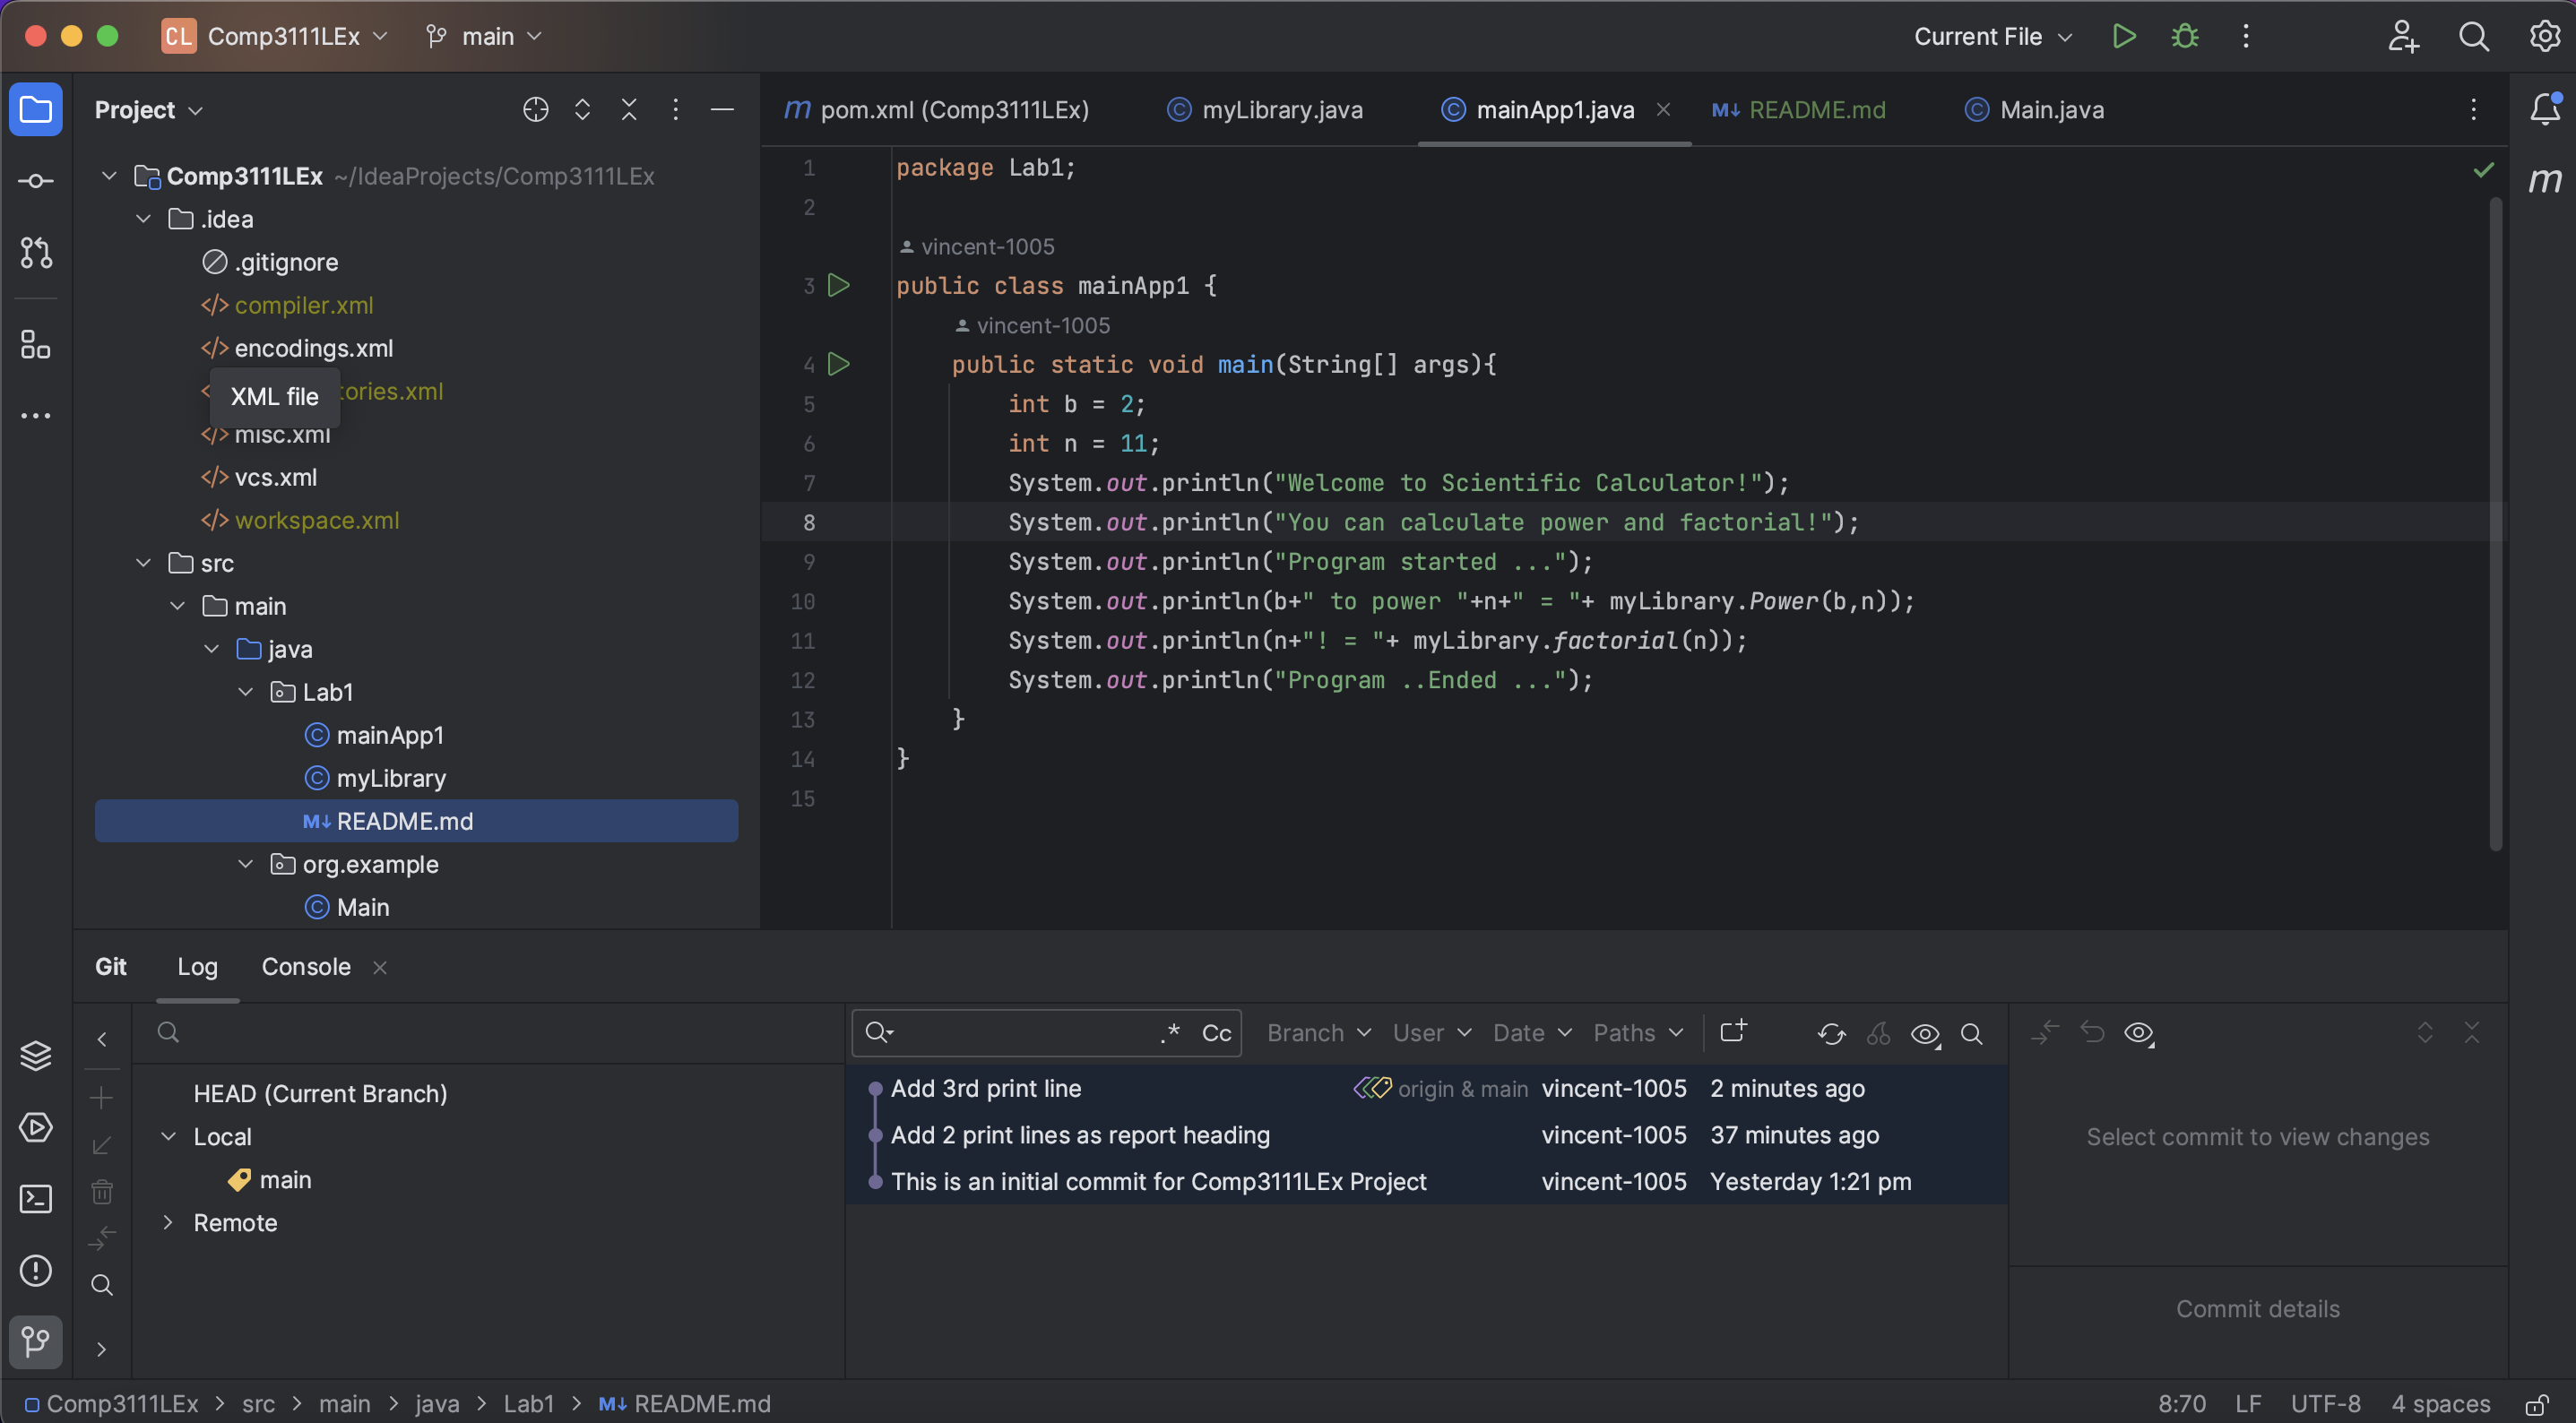 CL Comp3111LEx main Current File
Project
Comp3111LEx ~/IdeaProjects/Comp3111LEx
.idea
.gitignore
compiler.xml
encodings.xml
XML file
tories.xml
misc.xml
vcs.xml
workspace.xml
src
main
java
Lab1
mainApp1
myLibrary
M↓ README.md
org.example
Main
m pom.xml (Comp3111LEx) myLibrary.java mainApp1.java M↓ README.md Main.java
m
1 package Lab1;
2
vincent-1005
3 public class mainApp1 {
vincent-1005
4 public static void main(String[] args){
5 int b = 2;
6 int n = 11;
7 System.out.println("Welcome to Scientific Calculator!");
8 System.out.println("You can calculate power and factorial!");
9 System.out.println("Program started ...");
10 System.out.println(b+" to power "+n+" = "+ myLibrary.Power(b,n));
11 System.out.println(n+"! = "+ myLibrary.factorial(n));
12 System.out.println("Program ..Ended ...");
13 }
14 }
15
Git Log Console
HEAD (Current Branch)
Local
main
Remote
.* Cc Branch User Date Paths
Add 3rd print line origin & main vincent-1005 2 minutes ago
Add 2 print lines as report heading vincent-1005 37 minutes ago
This is an initial commit for Comp3111LEx Project vincent-1005 Yesterday 1:21 pm
Select commit to view changes
Commit details
Comp3111LEx > src > main > java > Lab1 > M↓ README.md
8:70 LF UTF-8 4 spaces